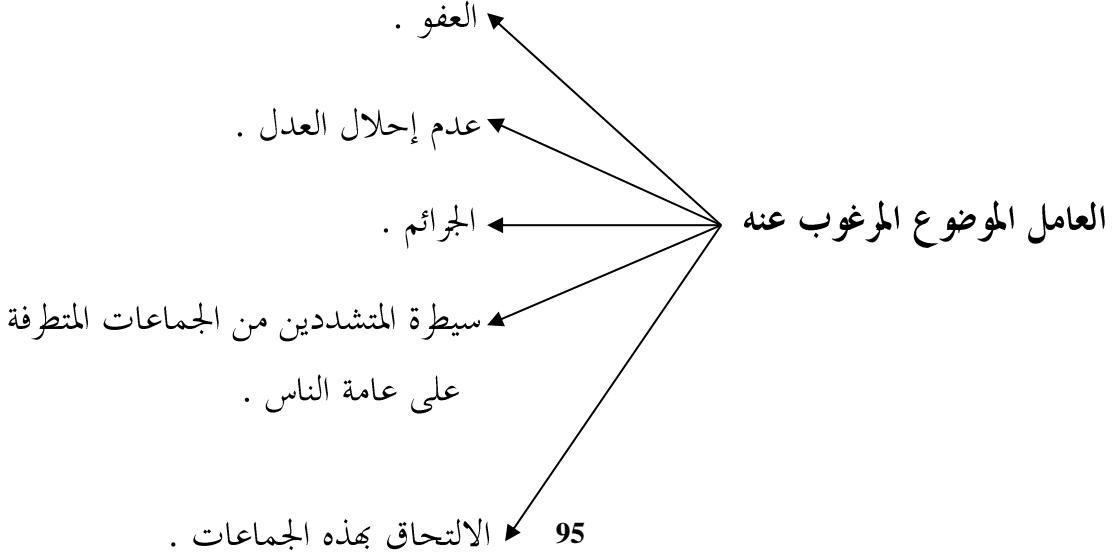 العفو .
عدم إحلال العدل .
العامل الموضوع المرغوب عنه
الجوائم .
سيطرة المتشددين من الجماعات المتطرفة
على عامة الناس .
الالتحاق بهذه الجماعات .
95